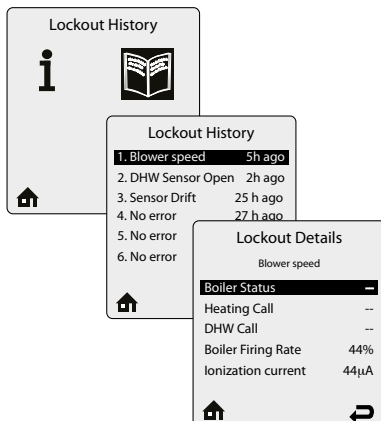 Lockout History
Lockout History
1. Blower speed 5h ago
2. DHW Sensor Open 2h ago
3. Sensor Drift 25 h ago
4. No error 27 h ago
5. No error
6. No error
Lockout Details
Blower speed
Boiler Status --
Heating Call --
DHW Call --
Boiler Firing Rate 44%
Ionization current 44µA